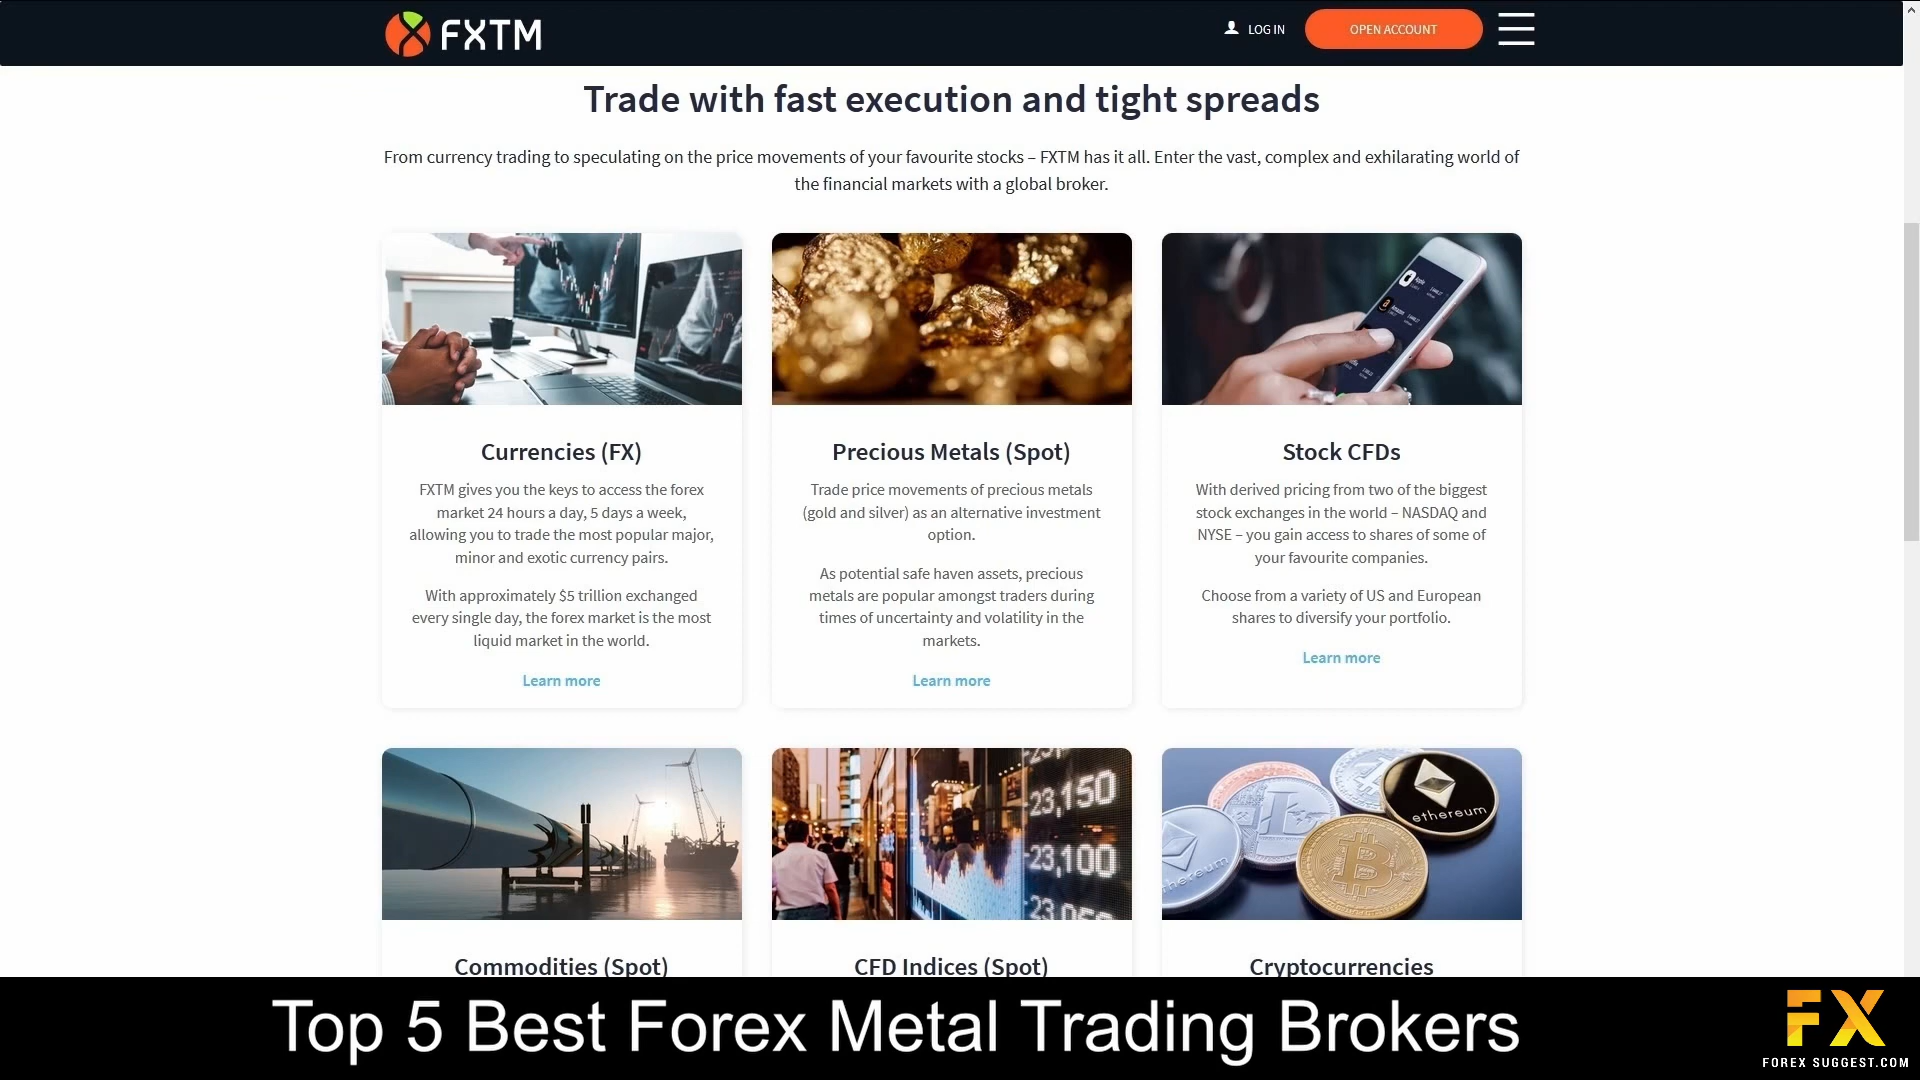 FXTM
LOG IN
OPEN ACCOUNT
Trade with fast execution and tight spreads
From currency trading to speculating on the price movements of your favourite stocks – FXTM has it all. Enter the vast, complex and exhilarating world of
the financial markets with a global broker.
Currencies (FX)
FXTM gives you the keys to access the forex
market 24 hours a day, 5 days a week,
allowing you to trade the most popular major,
minor and exotic currency pairs.
With approximately $5 trillion exchanged
every single day, the forex market is the most
liquid market in the world.
Learn more
Precious Metals (Spot)
Trade price movements of precious metals
(gold and silver) as an alternative investment
option.
As potential safe haven assets, precious
metals are popular amongst traders during
times of uncertainty and volatility in the
markets.
Learn more
Apple
Amazon
Stock CFDs
With derived pricing from two of the biggest
stock exchanges in the world – NASDAQ and
NYSE – you gain access to shares of some of
your favourite companies.
Choose from a variety of US and European
shares to diversify your portfolio.
Learn more
Commodities (Spot)
23,150
23,100
CFD Indices (Spot)
ethereum
Cryptocurrencies
Top 5 Best Forex Metal Trading Brokers
FX
FOREX SUGGEST.COM